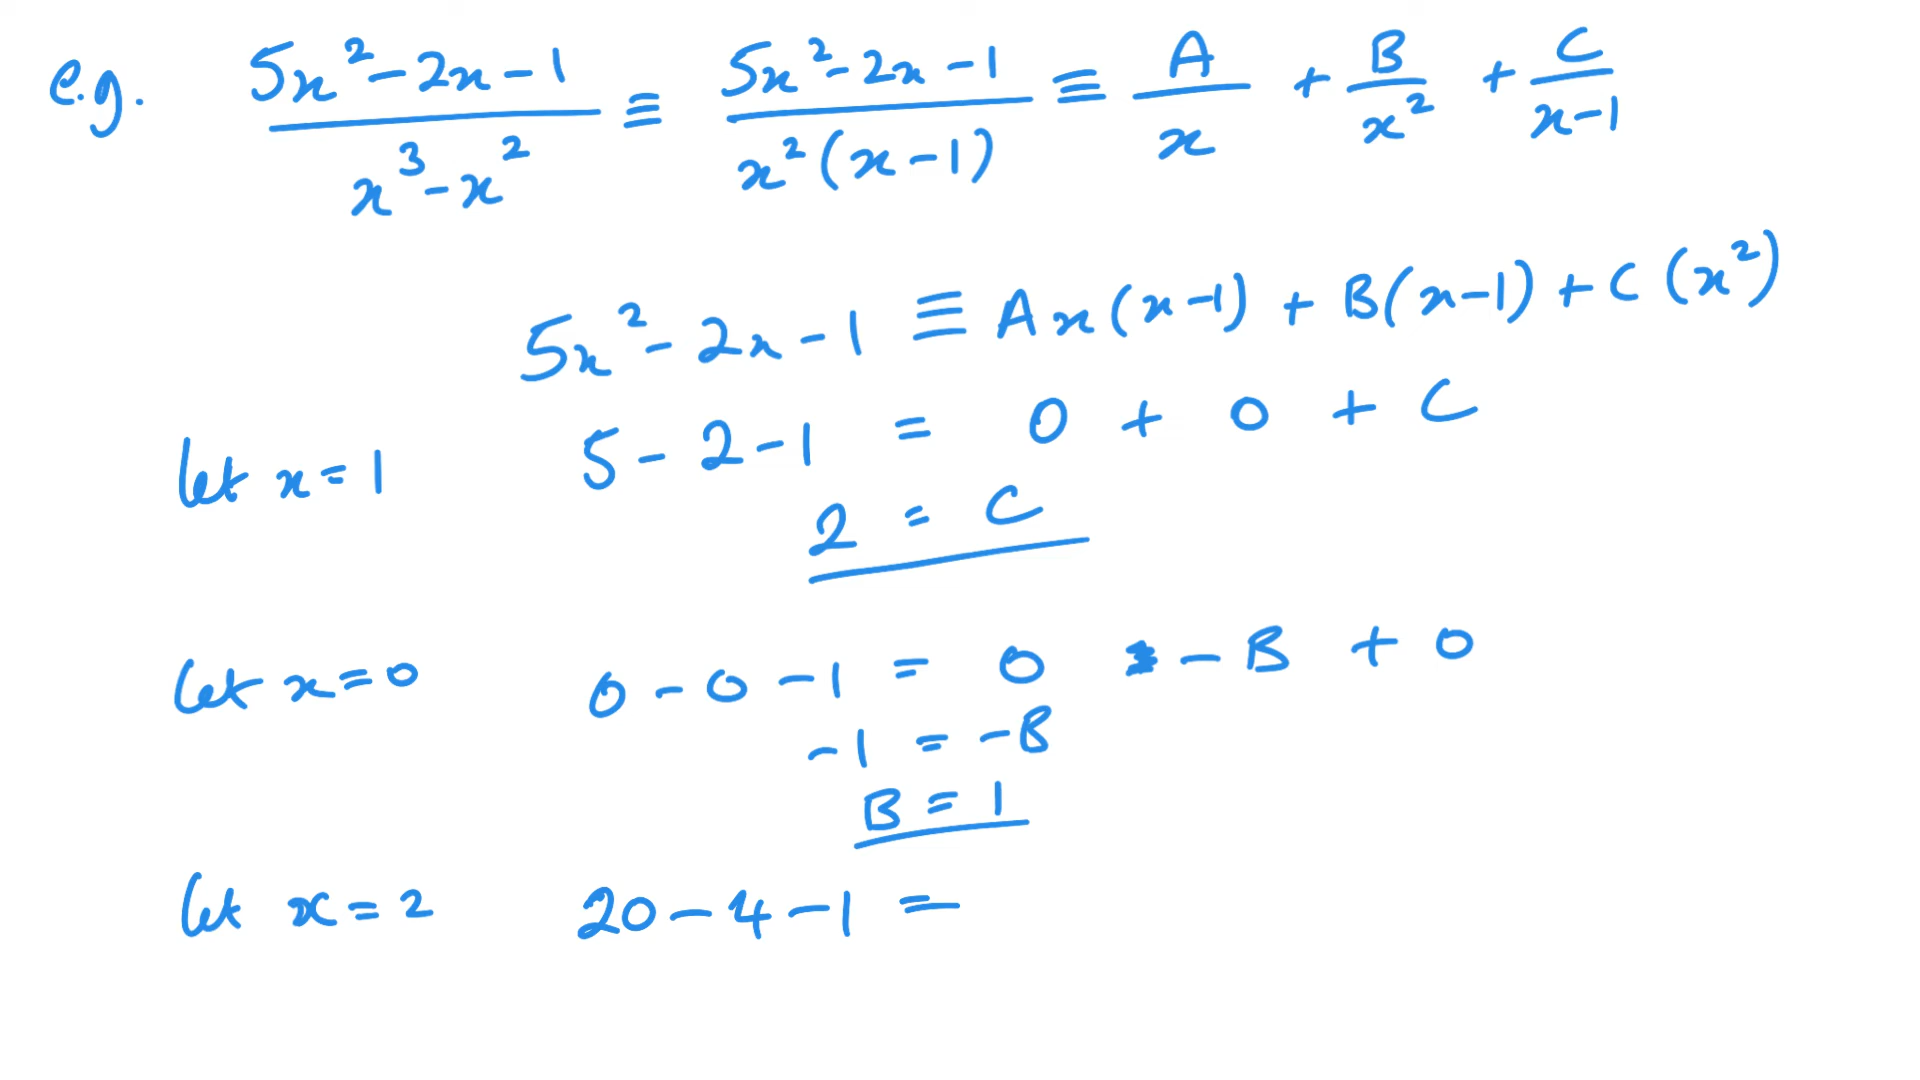 e.g. (5x²-2x-1)/(x³-x²) ≡ (5x²-2x-1)/(x²(x-1)) ≡ A/x + B/x² + C/(x-1)
5x²-2x-1 ≡ Ax(x-1) + B(x-1) + C(x²)
let x=1 5-2-1 = 0 + 0 + C
2 = C
let x=0 0-0-1 = 0 - B + 0
-1 = -B
B = 1
let x=2 20-4-1 =